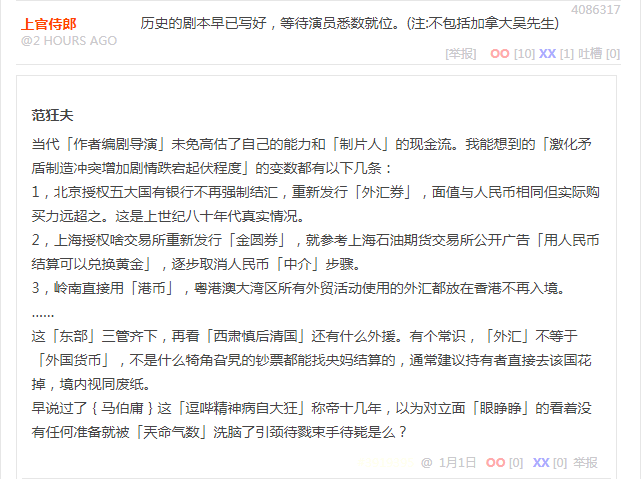 4086317
上官侍郎
历史的剧本早已写好，等待演员悉数就位。(注:不包括加拿大吴先生)
@2 HOURS AGO
[举报] OO [10] XX [1] 吐槽 [0]
范狂夫
当代「作者编剧导演」未免高估了自己的能力和「制片人」的现金流。我能想到的「激化矛
盾制造冲突增加剧情跌宕起伏程度」的变数都有以下几条：
1，北京授权五大国有银行不再强制结汇，重新发行「外汇券」，面值与人民币相同但实际购
买力远超之。这是上世纪八十年代真实情况。
2，上海授权啥交易所重新发行「金圆券」，就参考上海石油期货交易所公开广告「用人民币
结算可以兑换黄金」，逐步取消人民币「中介」步骤。
3，岭南直接用「港币」，粤港澳大湾区所有外贸活动使用的外汇都放在香港不再入境。
......
这「东部」三管齐下，再看「西肃慎后清国」还有什么外援。有个常识，「外汇」不等于
「外国货币」，不是什么犄角旮旯的钞票都能找央妈结算的，通常建议持有者直接去该国花
掉，境内视同废纸。
早说过了 { 马伯庸 } 这「逗哔精神病自大狂」称帝十几年，以为对立面「眼睁睁」的看着没
有任何准备就被「天命气数」洗脑了引颈待戮束手待毙是么？
@ 1月1日 OO [0] XX [0] 举报